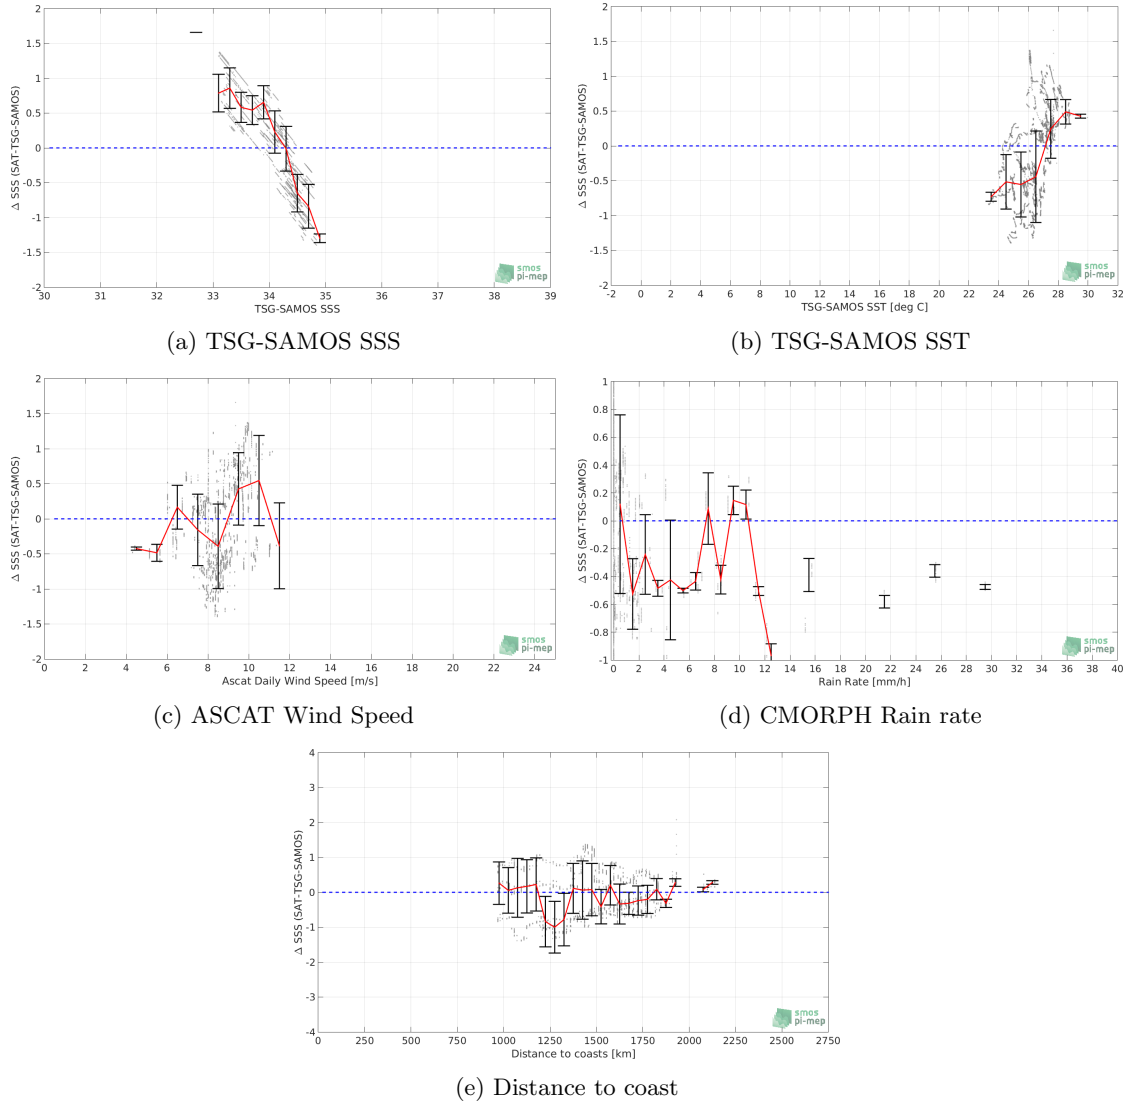 Δ SSS (SAT-TSG-SAMOS)
2
1.5
1
0.5
0
-0.5
-1
-1.5
-2
30 31 32 33 34 35 36 37 38 39
TSG-SAMOS SSS
smos
pi-mep
(a) TSG-SAMOS SSS
Δ SSS (SAT-TSG-SAMOS)
2
1.5
1
0.5
0
-0.5
-1
-1.5
-2
-2 0 2 4 6 8 10 12 14 16 18 20 22 24 26 28 30 32
TSG-SAMOS SST [deg C]
smos
pi-mep
(b) TSG-SAMOS SST
Δ SSS (SAT-TSG-SAMOS)
2
1.5
1
0.5
0
-0.5
-1
-1.5
-2
0 2 4 6 8 10 12 14 16 18 20 22 24
Ascat Daily Wind Speed [m/s]
smos
pi-mep
(c) ASCAT Wind Speed
Δ SSS (SAT-TSG-SAMOS)
1
0.8
0.6
0.4
0.2
0
-0.2
-0.4
-0.6
-0.8
-1
0 2 4 6 8 10 12 14 16 18 20 22 24 26 28 30 32 34 36 38 40
Rain Rate [mm/h]
smos
pi-mep
(d) CMORPH Rain rate
Δ SSS (SAT-TSG-SAMOS)
4
3
2
1
0
-1
-2
-3
-4
0 250 500 750 1000 1250 1500 1750 2000 2250 2500 2750
Distance to coasts [km]
smos
pi-mep
(e) Distance to coast